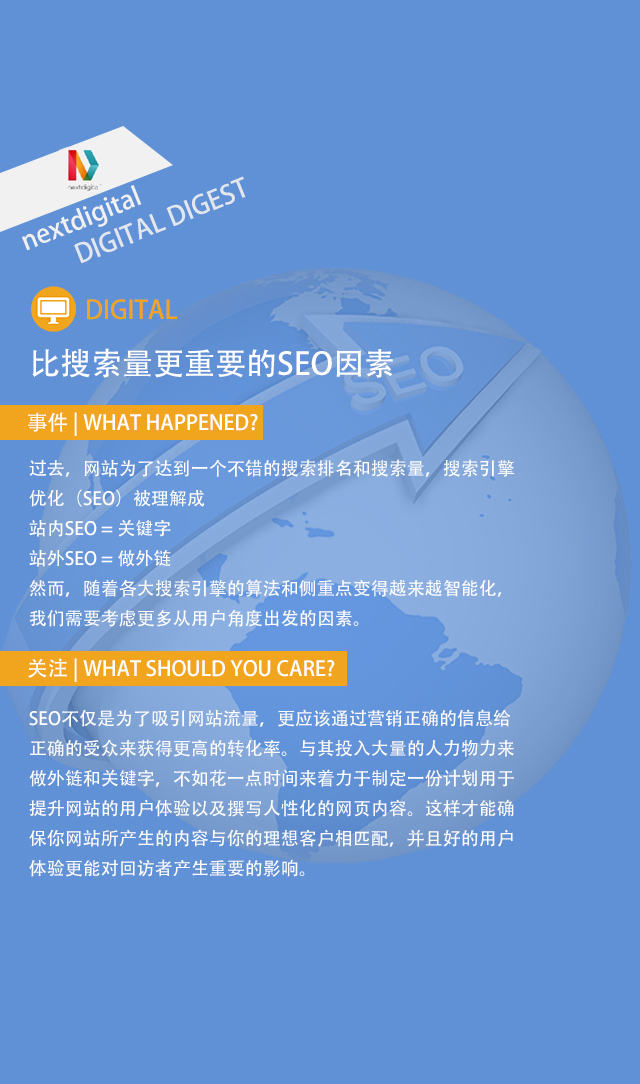 nextdigital
nextdigital
DIGITAL DIGEST
DIGITAL
比搜索量更重要的SEO因素
SEO
事件 | WHAT HAPPENED?
过去，网站为了达到一个不错的搜索排名和搜索量，搜索引擎
优化（SEO）被理解成
站内SEO = 关键字
站外SEO = 做外链
然而，随着各大搜索引擎的算法和侧重点变得越来越智能化，
我们需要考虑更多从用户角度出发的因素。
关注 | WHAT SHOULD YOU CARE?
SEO不仅是为了吸引网站流量，更应该通过营销正确的信息给
正确的受众来获得更高的转化率。与其投入大量的人力物力来
做外链和关键字，不如花一点时间来着力于制定一份计划用于
提升网站的用户体验以及撰写人性化的网页内容。这样才能确
保你网站所产生的内容与你的理想客户相匹配，并且好的用户
体验更能对回访者产生重要的影响。